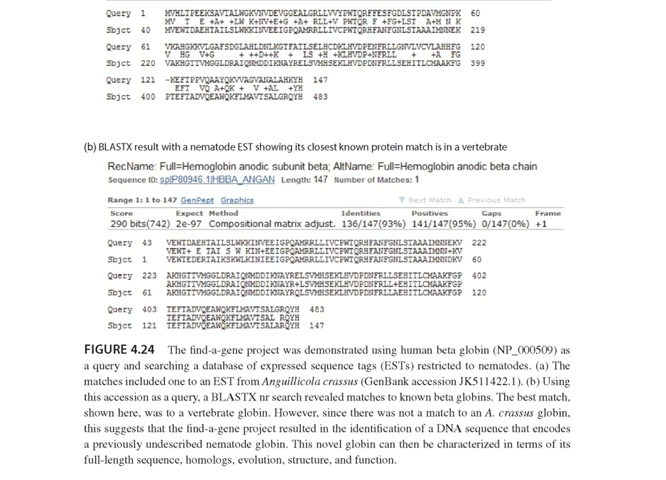 Query 1 MVHLTPEEKSAVTALWGKVNVDEVGGEALGRLLVVYPWTQRFFESFGDLSTPDAVMGNPK 60
MV T E +A+ +LW K+NV+E+G +A+ RLL+V PWTQR F +FG+LST A+M N K
Sbjct 40 MVEWTDAEHTAILSLWKKINVEEIGPQAMRRLLIVCPWTQRHFANFGNLSTAAAIMNNEK 219
Query 61 VKAHGKKVLGAFSDGLAHLDNLKGTFATLSELHCDKLHVDPENFRLLGNVLVCVLAHHFG 120
V HG V+G + ++D++K + LS +H +KLHVDP+NFRLL + +A FG
Sbjct 220 VAKHGTTVMGGLDRAIQNMDDIKNAYRELSVMHSEKLHVDPDNFRLLSEHITLCMAAKFG 399
Query 121 -KEFTPPVQAAYQKVVAGVANALAHKYH 147
EFT VQ A+QK + V +AL +YH
Sbjct 400 PTEFTADVQEAWQKFLMAVTSALGRQYH 483
(b) BLASTX result with a nematode EST showing its closest known protein match is in a vertebrate
RecName: Full=Hemoglobin anodic subunit beta; AltName: Full=Hemoglobin anodic beta chain
Sequence ID: sp|P80946.1|HBBA_ANGAN Length: 147 Number of Matches: 1
Range 1: 1 to 147 GenPept Graphics ▼ Next Match ▲ Previous Match
Score Expect Method Identities Positives Gaps Frame
290 bits(742) 2e-97 Compositional matrix adjust. 136/147(93%) 141/147(95%) 0/147(0%) +1
Query 43 VEWTDAEHTAILSLWKKINVEEIGPQAMRRLLIVCPWTQRHFANFGNLSTAAAIMNNEKV 222
VEWT+ E TAI S W KIN+EEIGPQAMRRLLIVCPWTQRHFANFGNLSTAAAIMNN+KV
Sbjct 1 VEWTEDERTAIKSKWLKINIEEIGPQAMRRLLIVCPWTQRHFANFGNLSTAAAIMNNDKV 60
Query 223 AKHGTTVMGGLDRAIQNMDDIKNAYRELSVMHSEKLHVDPDNFRLLSEHITLCMAAKFGP 402
AKHGTTVMGGLDRAIQNMDDIKNAYR+LSVMHSEKLHVDPDNFRLL+EHITLCMAAKFGP
Sbjct 61 AKHGTTVMGGLDRAIQNMDDIKNAYRQLSVMHSEKLHVDPDNFRLLAEHITLCMAAKFGP 120
Query 403 TEFTADVQEAWQKFLMAVTSALGRQYH 483
TEFTADVQEAWQKFLMAVTSAL RQYH
Sbjct 121 TEFTADVQEAWQKFLMAVTSALARQYH 147
FIGURE 4.24 The find-a-gene project was demonstrated using human beta globin (NP_000509) as
a query and searching a database of expressed sequence tags (ESTs) restricted to nematodes. (a) The
matches included one to an EST from Anguillicola crassus (GenBank accession JK511422.1). (b) Using
this accession as a query, a BLASTX nr search revealed matches to known beta globins. The best match,
shown here, was to a vertebrate globin. However, since there was not a match to an A. crassus globin,
this suggests that the find-a-gene project resulted in the identification of a DNA sequence that encodes
a previously undescribed nematode globin. This novel globin can then be characterized in terms of its
full-length sequence, homologs, evolution, structure, and function.